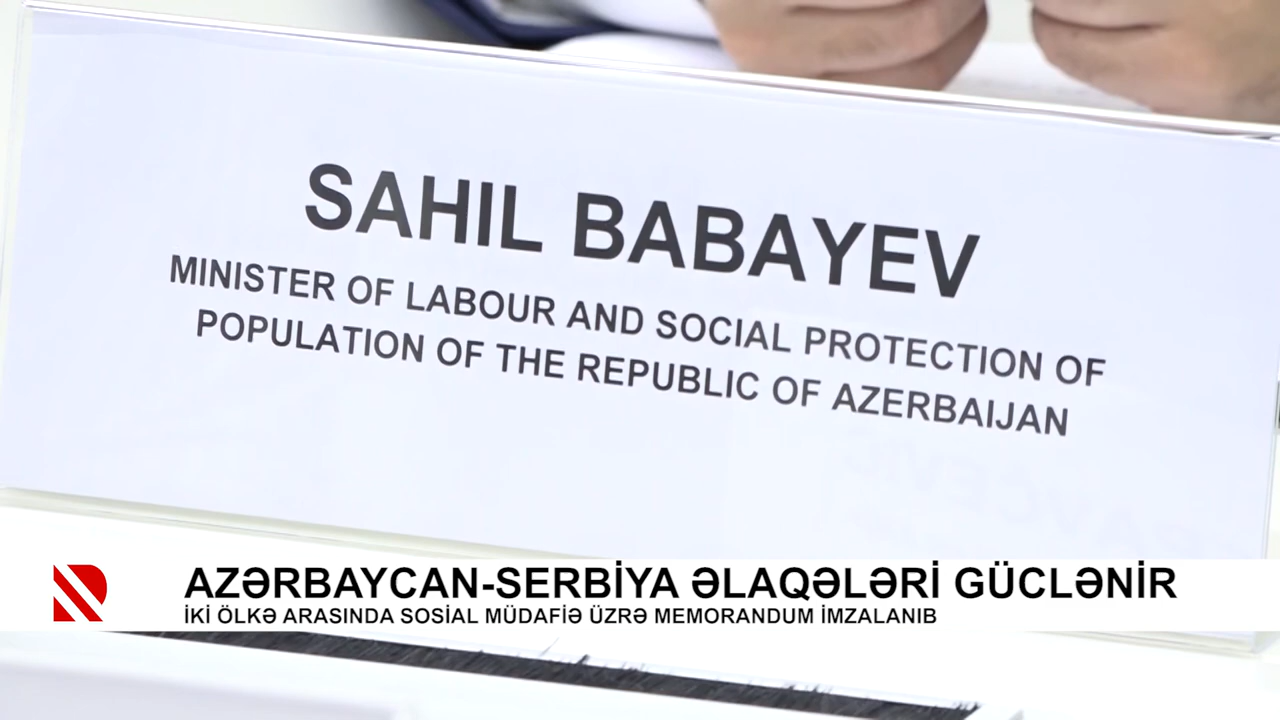 SAHIL BABAYEV
MINISTER OF LABOUR AND SOCIAL PROTECTION OF
POPULATION OF THE REPUBLIC OF AZERBAIJAN
AZƏRBAYCAN-SERBİYA ƏLAQƏLƏRİ GÜCLƏNİR
İKİ ÖLKƏ ARASINDA SOSİAL MÜDAFİƏ ÜZRƏ MEMORANDUM İMZALANIB